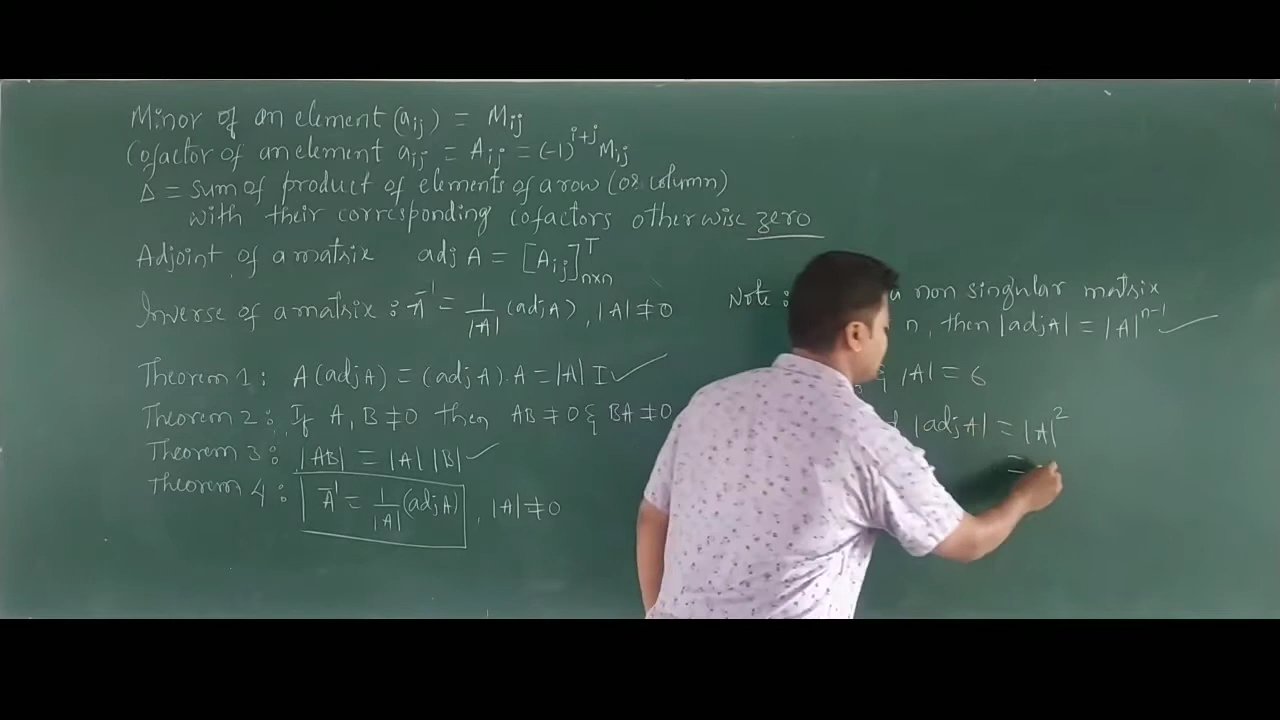 Minor of an element (aij) = Mij
Cofactor of an element aij = Aij = (-1)^{i+j} Mij
Δ = sum of product of elements of a row (or column)
with their corresponding cofactors otherwise zero
Adjoint of a matrix adj A = [Aij]^T_{n×n}
Inverse of a matrix : A^{-1} = 1/|A| (adj A), |A| ≠ 0
Theorem 1: A(adj A) = (adj A). A = |A| I ✓
Theorem 2: If A, B ≠ 0 then AB ≠ 0 & BA ≠ 0
Theorem 3: |AB| = |A| |B| ✓
Theorem 4: A^{-1} = 1/|A| (adj A), |A| ≠ 0
Note: a non singular matrix
n, then |adj A| = |A|^{n-1} ✓
3 & |A| = 6
|adj A| = |A|^2
=